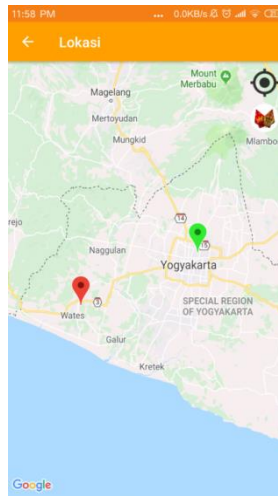 11:58 PM ... 0.0KB/s
Lokasi
Mount
Merbabu
Magelang
Mertoyudan
Mungkid
Mlambo
14
rejo
Naggulan
15
Yogyakarta
SPECIAL REGION
OF YOGYAKARTA
3
Wates
Galur
Kretek
Google